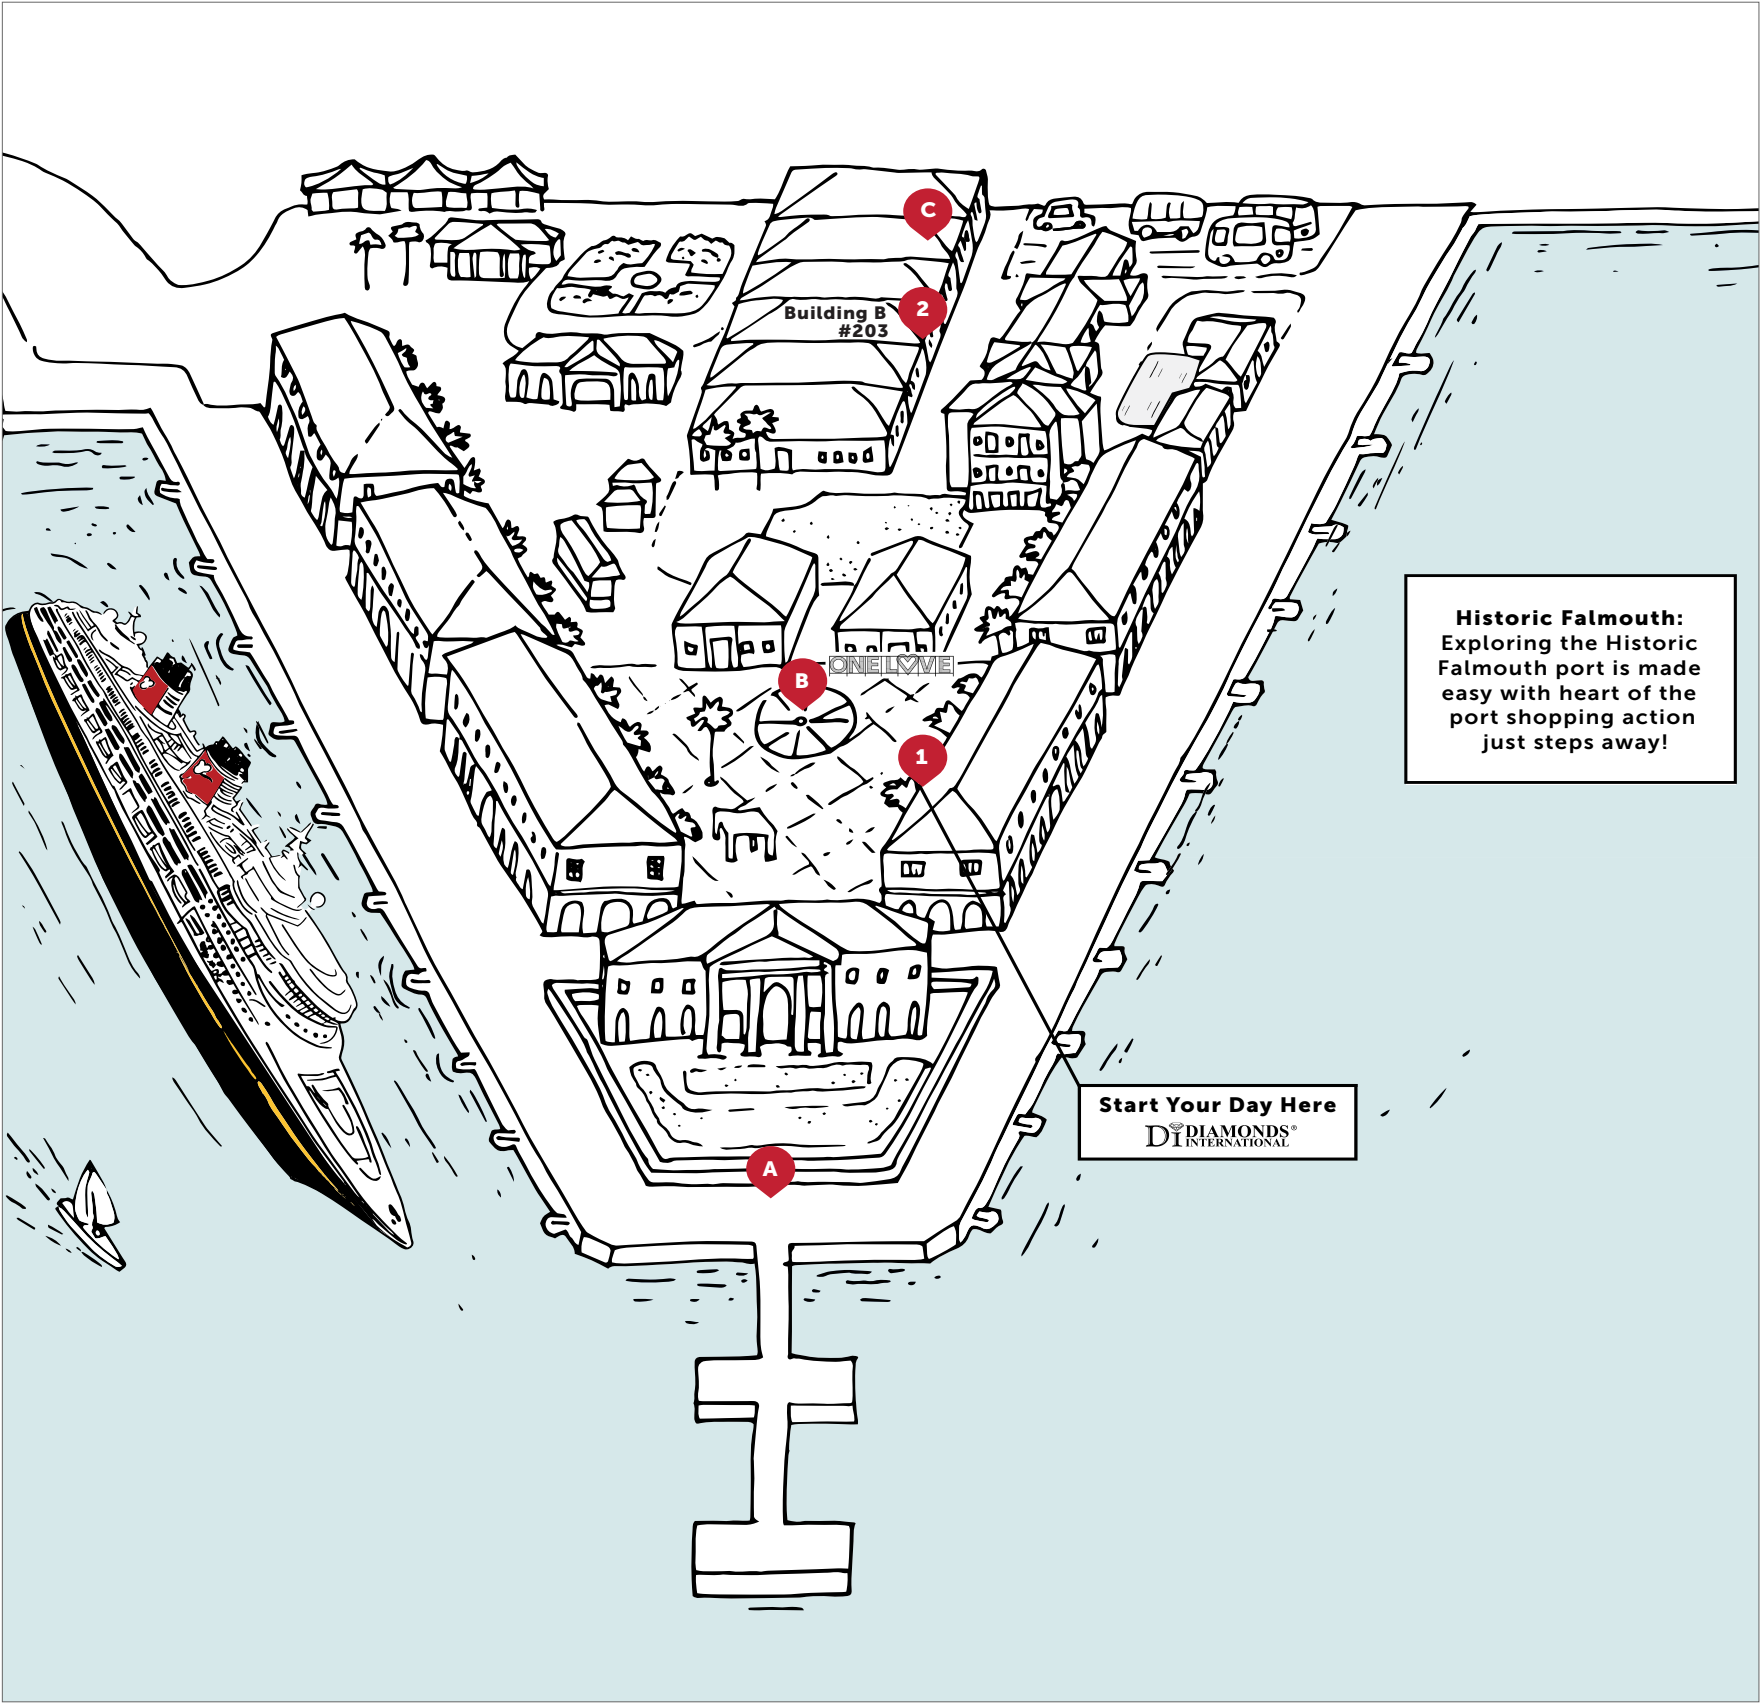 C
2
Building B
#203
ONE LOVE
B
1
Historic Falmouth:
Exploring the Historic
Falmouth port is made
easy with heart of the
port shopping action
just steps away!
Start Your Day Here
DI DIAMONDS®
INTERNATIONAL
A